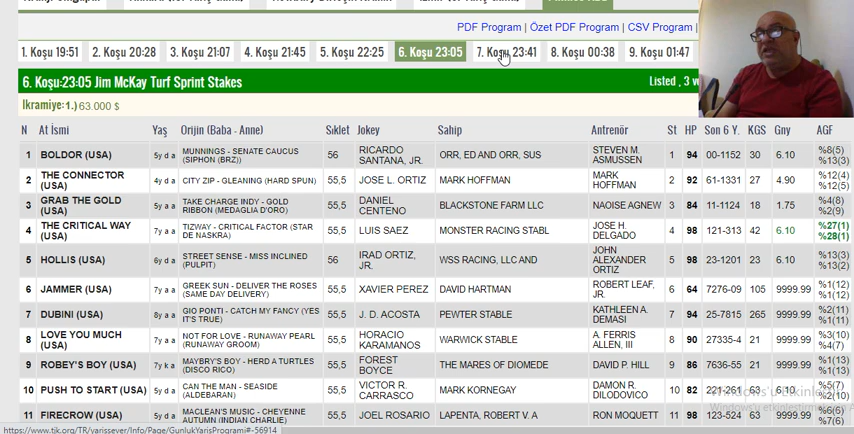 PDF Program | Özet PDF Program | CSV Program |
1. Koşu 19:51 2. Koşu 20:28 3. Koşu 21:07 4. Koşu 21:45 5. Koşu 22:25 6. Koşu 23:05 7. Koşu 23:41 8. Koşu 00:38 9. Koşu 01:47
6. Koşu:23:05 Jim McKay Turf Sprint Stakes Listed , 3
Ikramiye:1.) 63.000 $
N At İsmi Yaş Orijin (Baba - Anne) Sıklet Jokey Sahip Antrenör St HP Son 6 Y. KGS Gny AGF
1 BOLDOR (USA) 5y d a MUNNINGS - SENATE CAUCUS (SIPHON (BRZ)) 56 RICARDO SANTANA, JR. ORR, ED AND ORR, SUS STEVEN M. ASMUSSEN 1 94 00-1152 30 6.10 %8(5) %13(3)
2 THE CONNECTOR (USA) 4y d a CITY ZIP - GLEANING (HARD SPUN) 55,5 JOSE L. ORTIZ MARK HOFFMAN MARK HOFFMAN 2 92 61-1331 27 4.90 %12(4) %12(5)
3 GRAB THE GOLD (USA) 5y a a TAKE CHARGE INDY - GOLD RIBBON (MEDAGLIA D'ORO) 55,5 DANIEL CENTENO BLACKSTONE FARM LLC NAOISE AGNEW 3 84 11-1124 18 1.75 %4(8) %2(9)
4 THE CRITICAL WAY (USA) 7y a a TIZWAY - CRITICAL FACTOR (STAR DE NASKRA) 55,5 LUIS SAEZ MONSTER RACING STABL JOSE H. DELGADO 4 98 121-313 42 6.10 %27(1) %28(1)
5 HOLLIS (USA) 6y d a STREET SENSE - MISS INCLINED (PULPIT) 56 IRAD ORTIZ, JR. WSS RACING, LLC AND JOHN ALEXANDER ORTIZ 5 98 23-1201 23 6.10 %13(3) %13(2)
6 JAMMER (USA) 7y a a GREEK SUN - DELIVER THE ROSES (SAME DAY DELIVERY) 55,5 XAVIER PEREZ DAVID HARTMAN ROBERT LEAF, JR. 6 64 7276-09 105 9999.99 %1(12) %1(12)
7 DUBINI (USA) 8y a a GIO PONTI - CATCH MY FANCY (YES IT'S TRUE) 55,5 J. D. ACOSTA PEWTER STABLE KATHLEEN A. DEMASI 7 94 25-7815 265 9999.99 %2(11) %1(11)
8 LOVE YOU MUCH (USA) 7y a a NOT FOR LOVE - RUNAWAY PEARL (RUNAWAY GROOM) 55,5 HORACIO KARAMANOS WARWICK STABLE A. FERRIS ALLEN, III 8 90 27335-4 21 9999.99 %3(10) %4(7)
9 ROBEY'S BOY (USA) 7y k a MAYBRY'S BOY - HERD A TURTLES (DISCO RICO) 55,5 FOREST BOYCE THE MARES OF DIOMEDE DAVID P. HILL 9 86 7636-55 21 9999.99 %1(13) %1(13)
10 PUSH TO START (USA) 5y d a CAN THE MAN - SEASIDE (ALDEBARAN) 55,5 VICTOR R. CARRASCO MARK KORNEGAY DAMON R. DILODOVICO 10 82 221-261 63 6.10 %5(7) %2(10)
11 FIRECROW (USA) 5y d a MACLEAN'S MUSIC - CHEYENNE AUTUMN (INDIAN CHARLIE) 55,5 JOEL ROSARIO LAPENTA, ROBERT V. A RON MOQUETT 11 98 123-524 63 9999.99 %6(6) %7(6)
Windows'u Etkinleştir
https://www.tjk.org/TR/yarissever/Info/Page/GunlukYarisProgrami#-56914